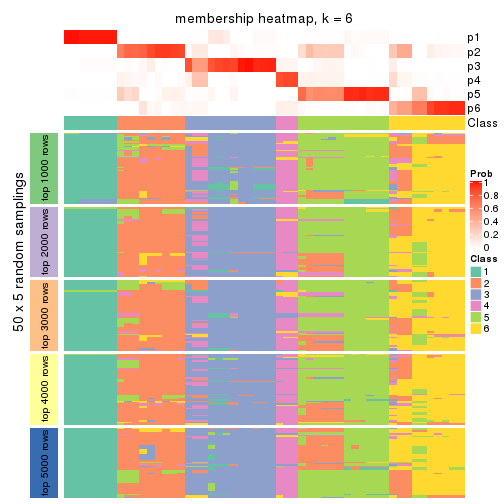 membership heatmap, k = 6
p1
p2
p3
p4
p5
p6
Class
50 x 5 random samplings
top 1000 rows
top 2000 rows
top 3000 rows
top 4000 rows
top 5000 rows
Prob
1
0.8
0.6
0.4
0.2
0
Class
1
2
3
4
5
6